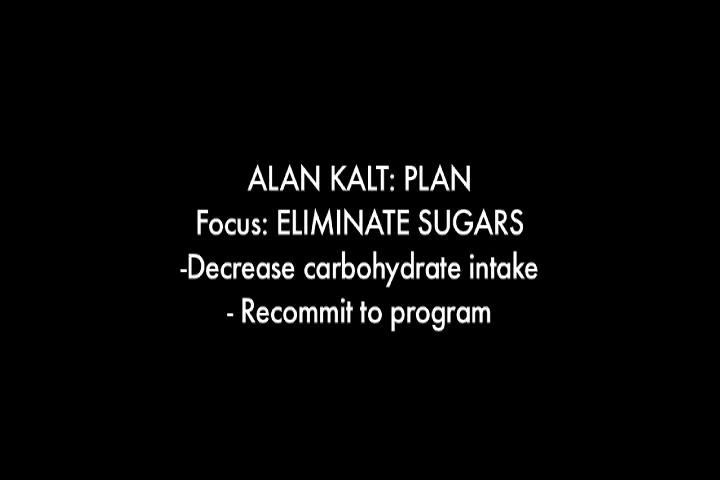 ALAN KALT: PLAN
Focus: ELIMINATE SUGARS
-Decrease carbohydrate intake
- Recommit to program